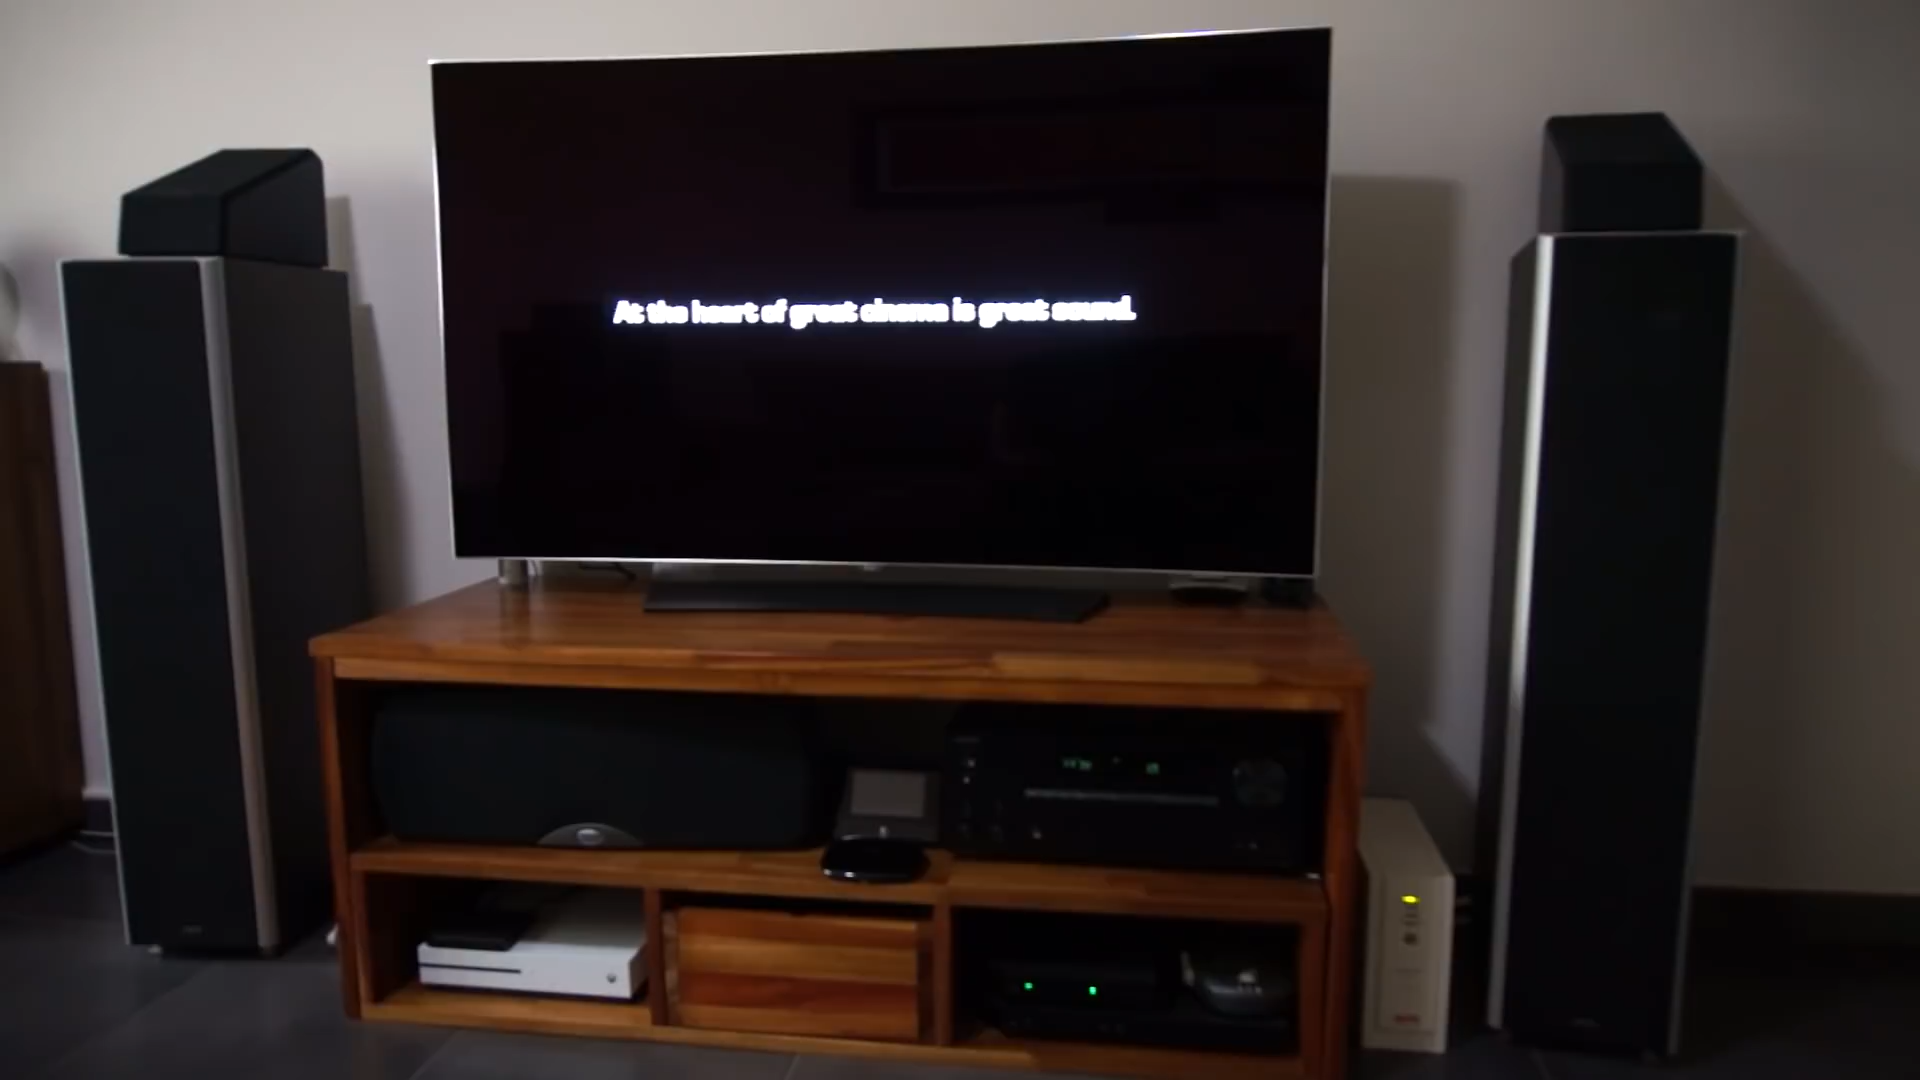 At the heart of great cinema is great sound.